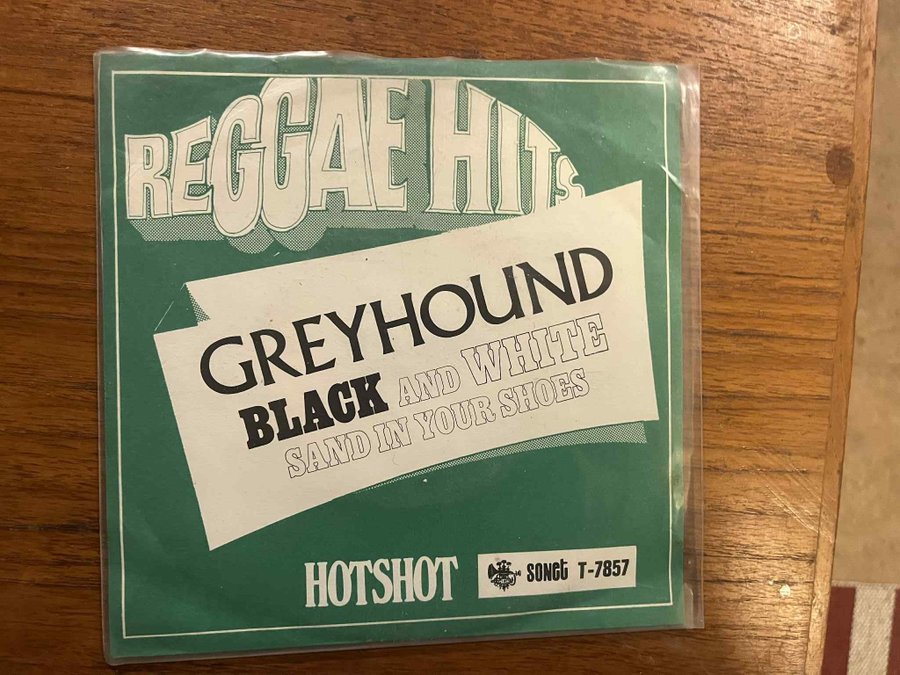 REGGAE HITS
GREYHOUND
BLACK AND WHITE
SAND IN YOUR SHOES
HOTSHOT
sonet T-7857